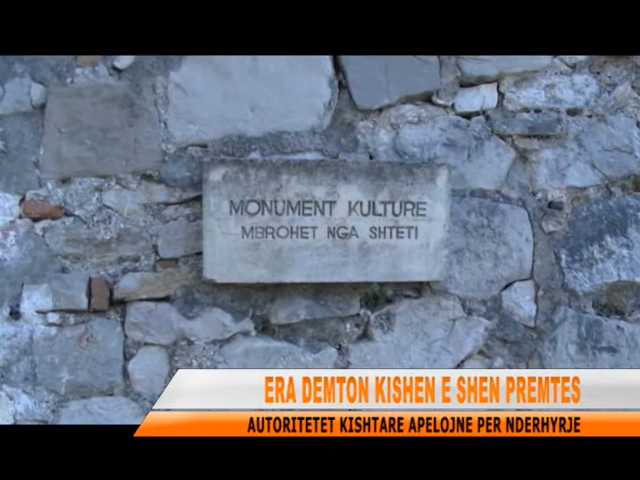 MONUMENT KULTURE
MBROHET NGA SHTETI
ERA DEMTON KISHEN E SHEN PREMTES
AUTORITETET KISHTARE APELOJNE PER NDERHYRJE